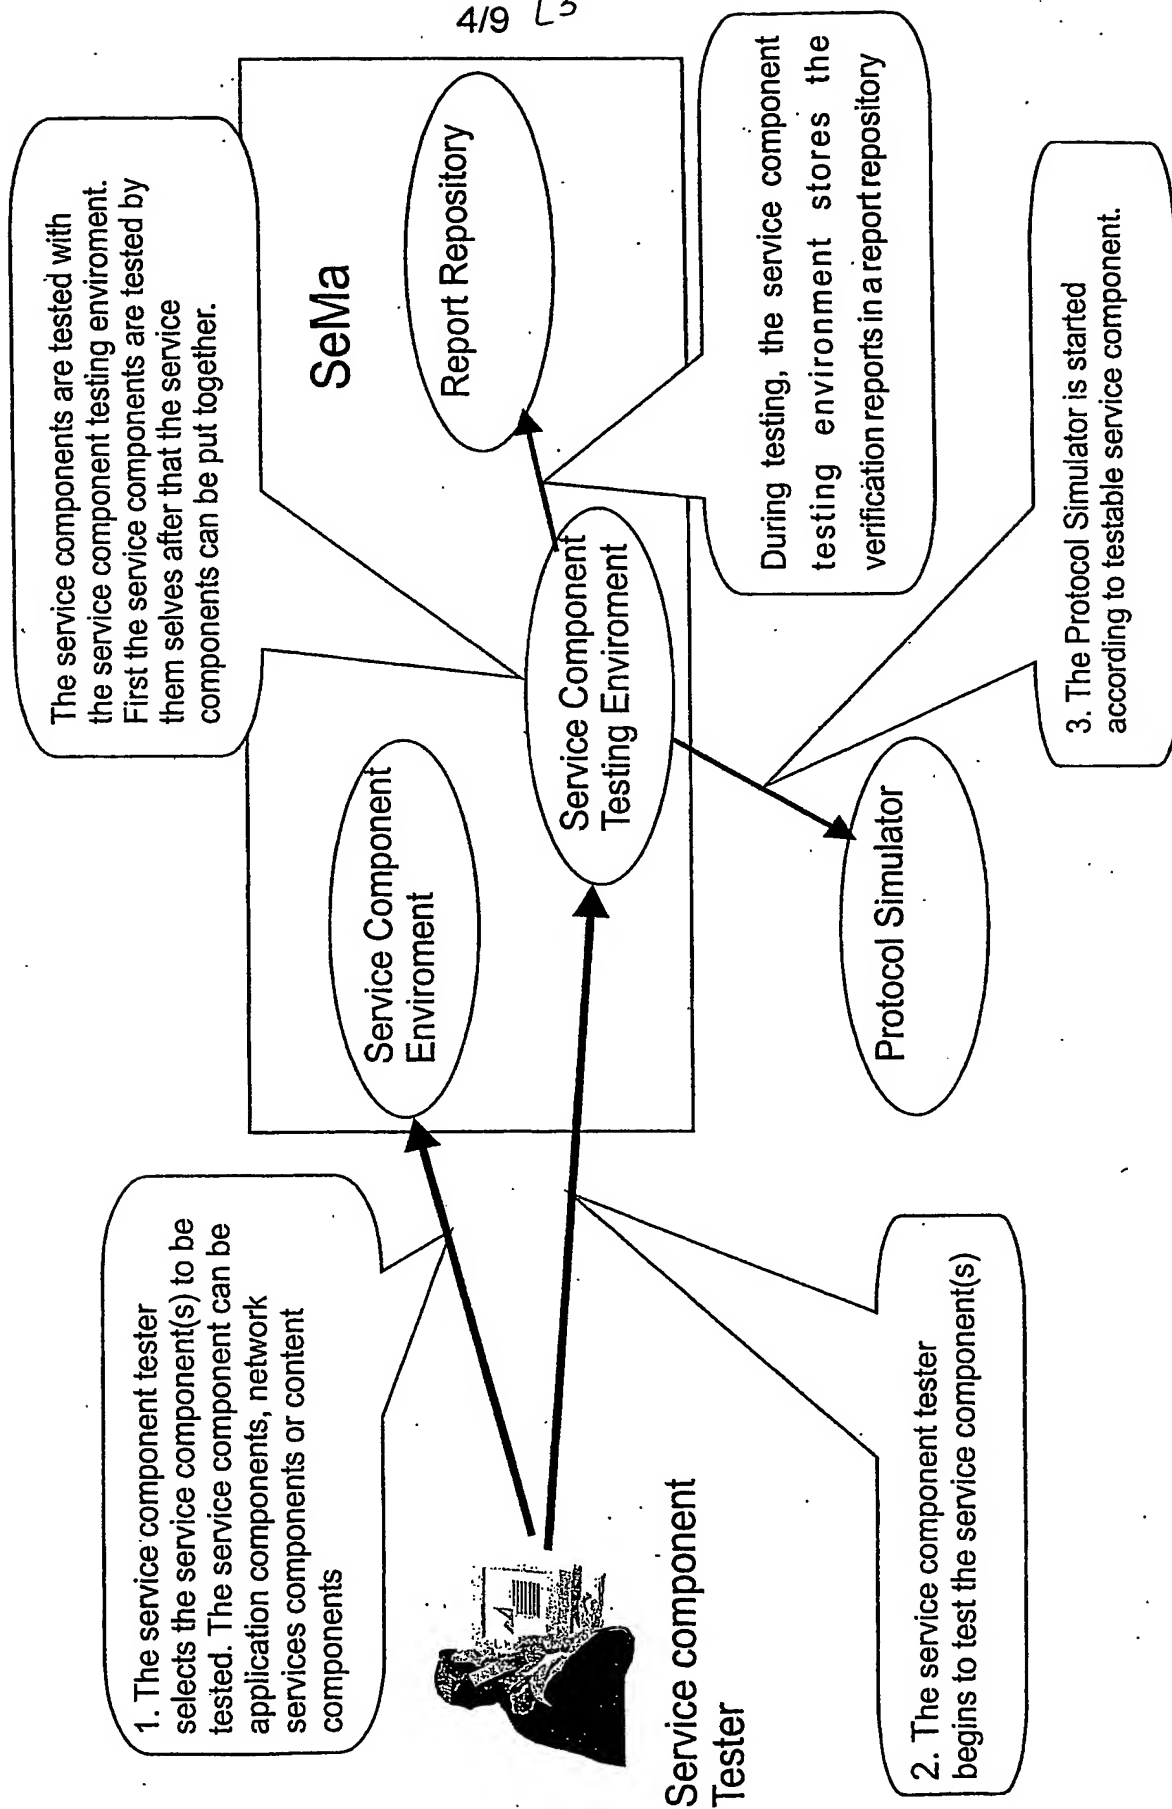 4/9 L5
1. The service component tester
selects the service component(s) to be
tested. The service component can be
application components, network
services components or content
components
The service components are tested with
the service component testing enviroment.
First the service components are tested by
them selves after that the service
components can be put together.
SeMa
Service Component
Enviroment
Report Repository
Service Component
Testing Enviroment
Service component
Tester
During testing, the service component
testing environment stores the
verification reports in a report repository
Protocol Simulator
2. The service component tester
begins to test the service component(s)
3. The Protocol Simulator is started
according to testable service component.